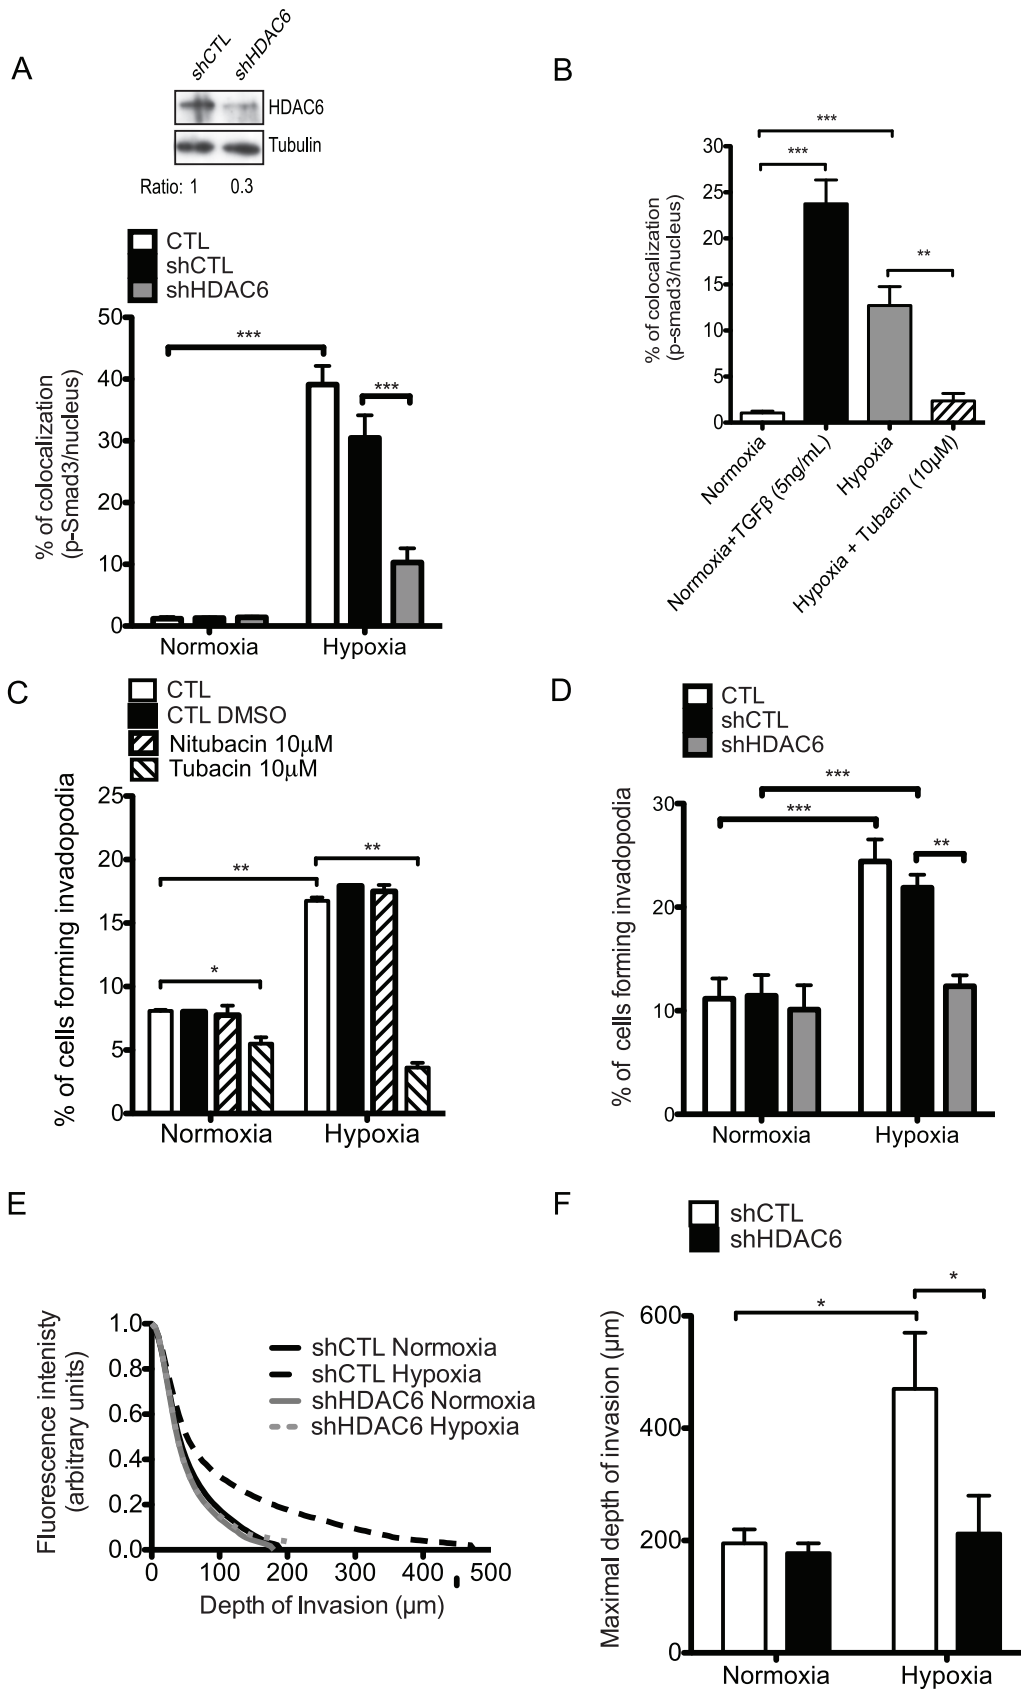 A
shCTL
shHDAC6
HDAC6
Tubulin
Ratio: 1 0.3
CTL
shCTL
shHDAC6
% of colocalization
(p-Smad3/nucleus)
50
40
30
20
10
0
***
***
Normoxia
Hypoxia
B
% of colocalization
(p-smad3/nucleus)
30
25
20
15
10
5
0
***
***
**
Normoxia
Normoxia+TGFβ (5ng/mL)
Hypoxia
Hypoxia + Tubacin (10µM)
C
CTL
CTL DMSO
Nitubacin 10µM
Tubacin 10µM
% of cells forming invadopodia
25
20
15
10
5
0
**
**
*
Normoxia
Hypoxia
D
CTL
shCTL
shHDAC6
% of cells forming invadopodia
30
20
10
0
***
***
**
Normoxia
Hypoxia
E
Fluorescence intenisty
(arbitrary units)
1.0
0.8
0.6
0.4
0.2
0.0
shCTL Normoxia
shCTL Hypoxia
shHDAC6 Normoxia
shHDAC6 Hypoxia
0 100 200 300 400 500
Depth of Invasion (µm)
F
shCTL
shHDAC6
Maximal depth of invasion (µm)
600
400
200
0
*
*
Normoxia
Hypoxia